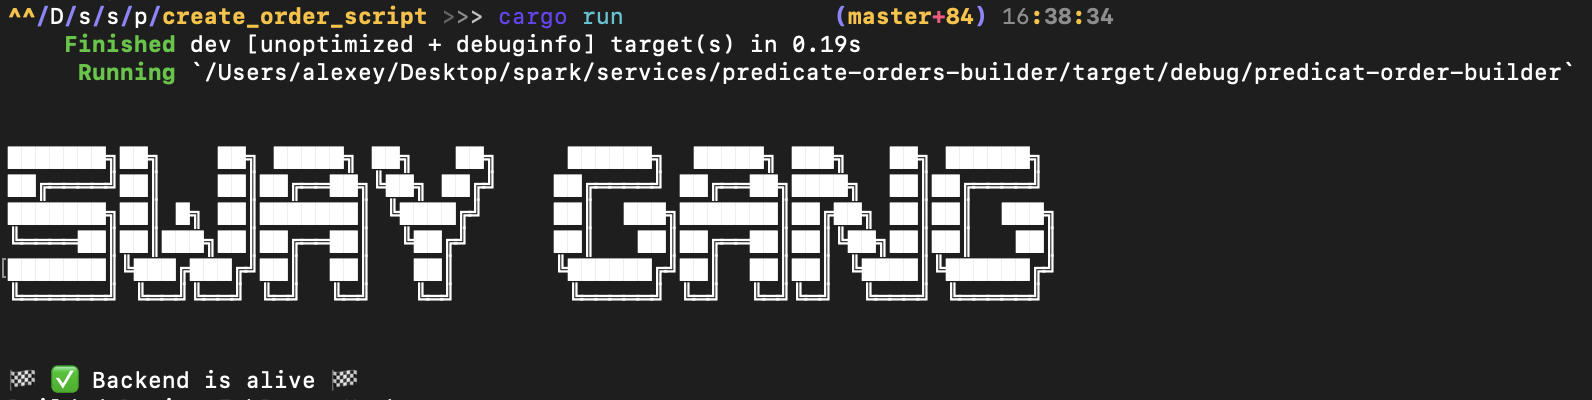 ^^/D/s/s/p/create_order_script >>> cargo run (master+84) 16:38:34
Finished dev [unoptimized + debuginfo] target(s) in 0.19s
Running `/Users/alexey/Desktop/spark/services/predicate-orders-builder/target/debug/predicat-order-builder`
SWAY GANG
🏁 ✅ Backend is alive 🏁